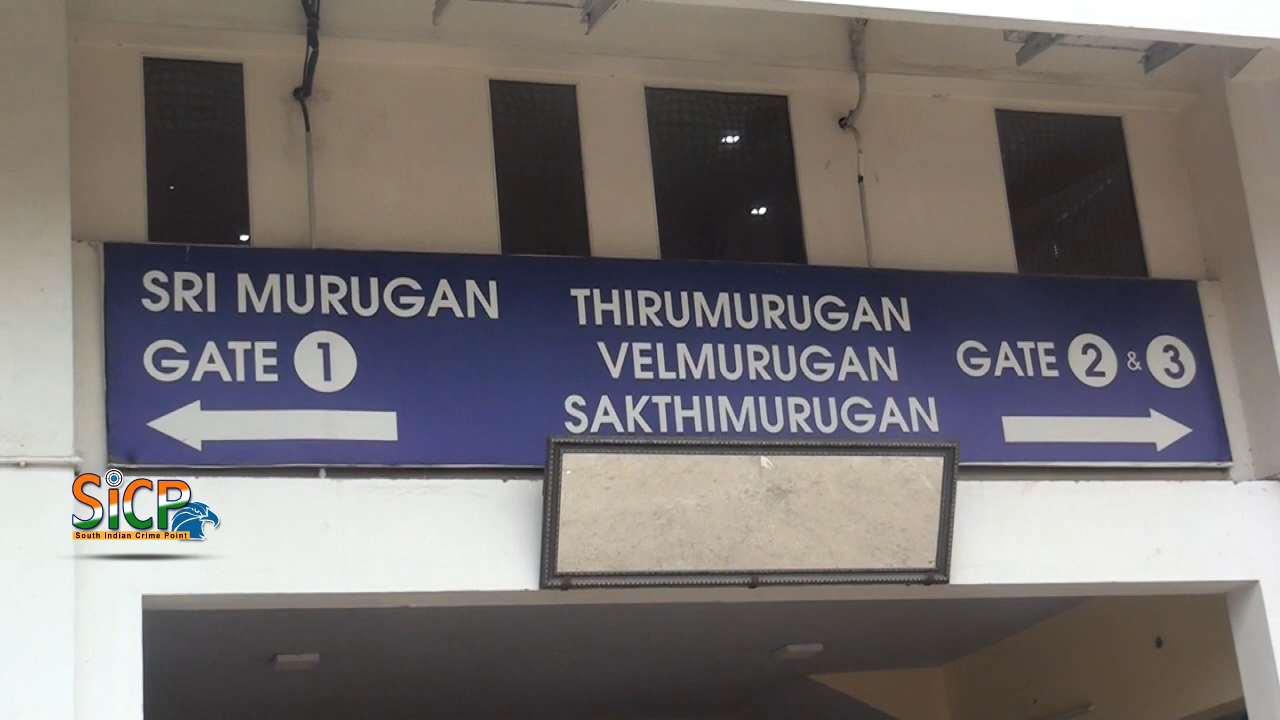 SRI MURUGAN
GATE 1
THIRUMURUGAN
VELMURUGAN
SAKTHIMURUGAN
GATE 2 & 3
SiCP
South Indian Crime Point